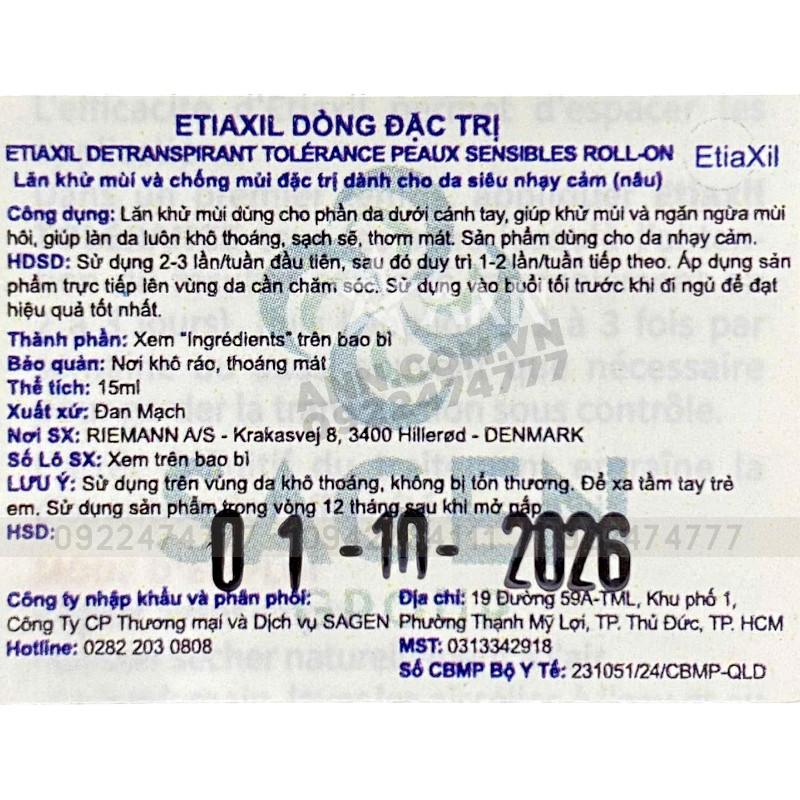 ETIAXIL DÒNG ĐẶC TRỊ
ETIAXIL DETRANSPIRANT TOLÉRANCE PEAUX SENSIBLES ROLL-ON
EtiaXil
Lăn khử mùi và chống mùi đặc trị dành cho da siêu nhạy cảm (nâu)
Công dụng: Lăn khử mùi dùng cho phần da dưới cánh tay, giúp khử mùi và ngăn ngừa mùi
hôi, giúp làn da luôn khô thoáng, sạch sẽ, thơm mát. Sản phẩm dùng cho da nhạy cảm.
HDSD: Sử dụng 2-3 lần/tuần đầu tiên, sau đó duy trì 1-2 lần/tuần tiếp theo. Áp dụng sản
phẩm trực tiếp lên vùng da cần chăm sóc. Sử dụng vào buổi tối trước khi đi ngủ để đạt
hiệu quả tốt nhất.
Thành phần: Xem "Ingrédients" trên bao bì
Bảo quản: Nơi khô ráo, thoáng mát
Thể tích: 15ml
Xuất xứ: Đan Mạch
Nơi SX: RIEMANN A/S - Krakasvej 8, 3400 Hillerød - DENMARK
Số Lô SX: Xem trên bao bì
LƯU Ý: Sử dụng trên vùng da khô thoáng, không bị tổn thương. Để xa tầm tay trẻ
em. Sử dụng sản phẩm trong vòng 12 tháng sau khi mở nắp
HSD: 01-10-2026
Công ty nhập khẩu và phân phối:
Công Ty CP Thương mại và Dịch vụ SAGEN
Hotline: 0282 203 0808
Địa chỉ: 19 Đường 59A-TML, Khu phố 1,
Phường Thạnh Mỹ Lợi, TP. Thủ Đức, TP. HCM
MST: 0313342918
Số CBMP Bộ Y Tế: 231051/24/CBMP-QLD
ANN.COM.VN
0922474777
SAGEN
GROUP